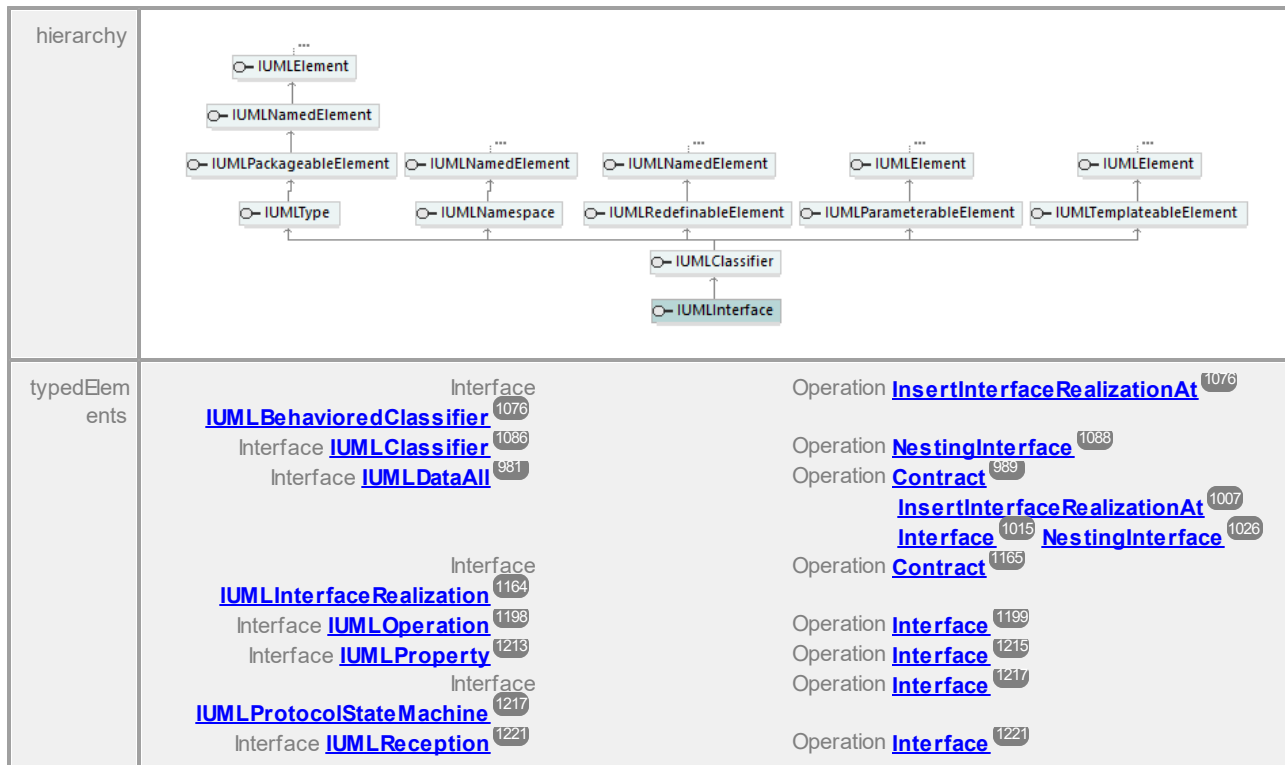 hierarchy
...
IUMLElement
IUMLNamedElement
... ... ... ...
IUMLPackageableElement IUMLNamedElement IUMLNamedElement IUMLElement IUMLElement
IUMLType IUMLNamespace IUMLRedefinableElement IUMLParameterableElement IUMLTemplateableElement
IUMLClassifier
IUMLInterface
typedElem
ents
Interface Operation InsertInterfaceRealizationAt 1076
IUMLBehavioredClassifier 1076
Interface IUMLClassifier 1086 Operation NestingInterface 1088
Interface IUMLDataAll 981 Operation Contract 989
InsertInterfaceRealizationAt 1007
Interface 1015 NestingInterface 1026
Interface Operation Contract 1165
IUMLInterfaceRealization 1164
Interface IUMLOperation 1198 Operation Interface 1199
Interface IUMLProperty 1213 Operation Interface 1215
Interface Operation Interface 1217
IUMLProtocolStateMachine 1217
Interface IUMLReception 1221 Operation Interface 1221